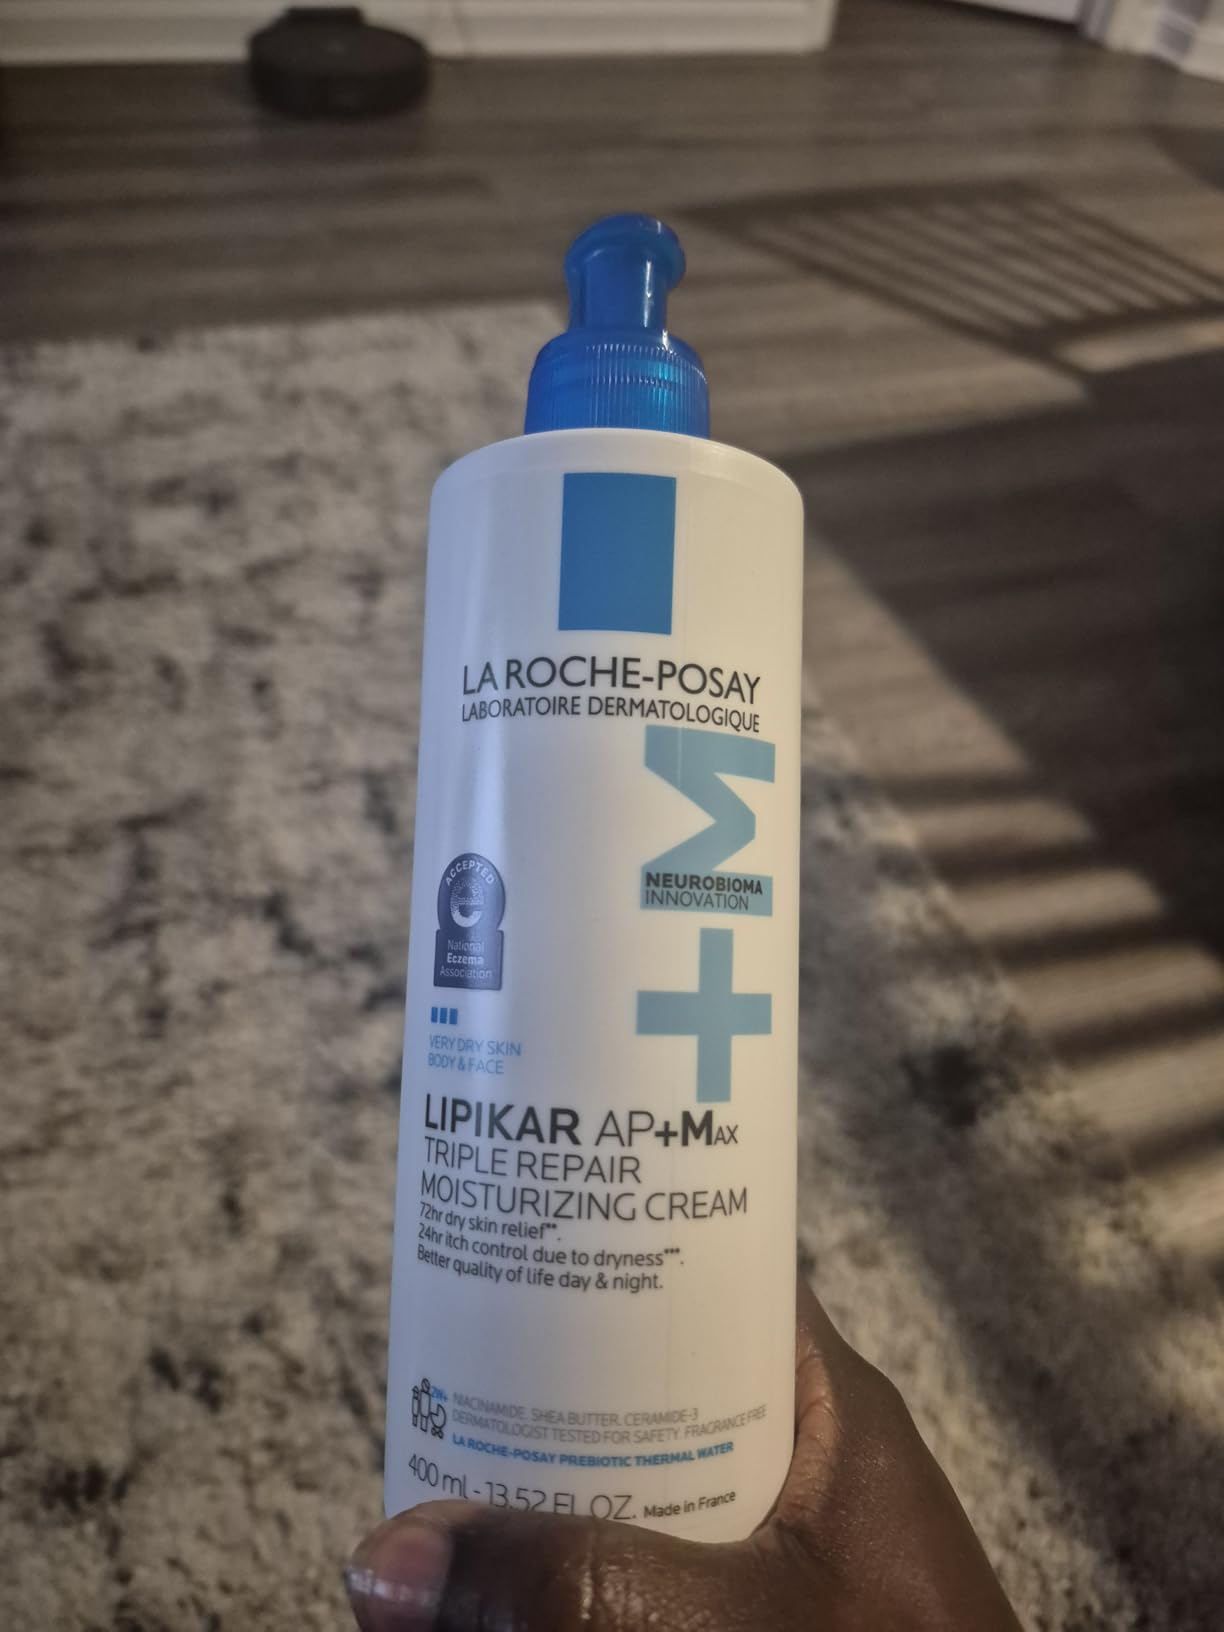 LA ROCHE-POSAY
LABORATOIRE DERMATOLOGIQUE
+M
NEUROBIOMA
INNOVATION
ACCEPTED
e
National
Eczema
Association
VERY DRY SKIN
BODY & FACE
LIPIKAR AP+MAX
TRIPLE REPAIR
MOISTURIZING CREAM
72hr dry skin relief**.
24hr itch control due to dryness***.
Better quality of life day & night.
2W+
NIACINAMIDE, SHEA BUTTER, CERAMIDE-3
DERMATOLOGIST TESTED FOR SAFETY. FRAGRANCE FREE
LA ROCHE-POSAY PREBIOTIC THERMAL WATER
400 ml - 13.52 FL OZ. Made in France